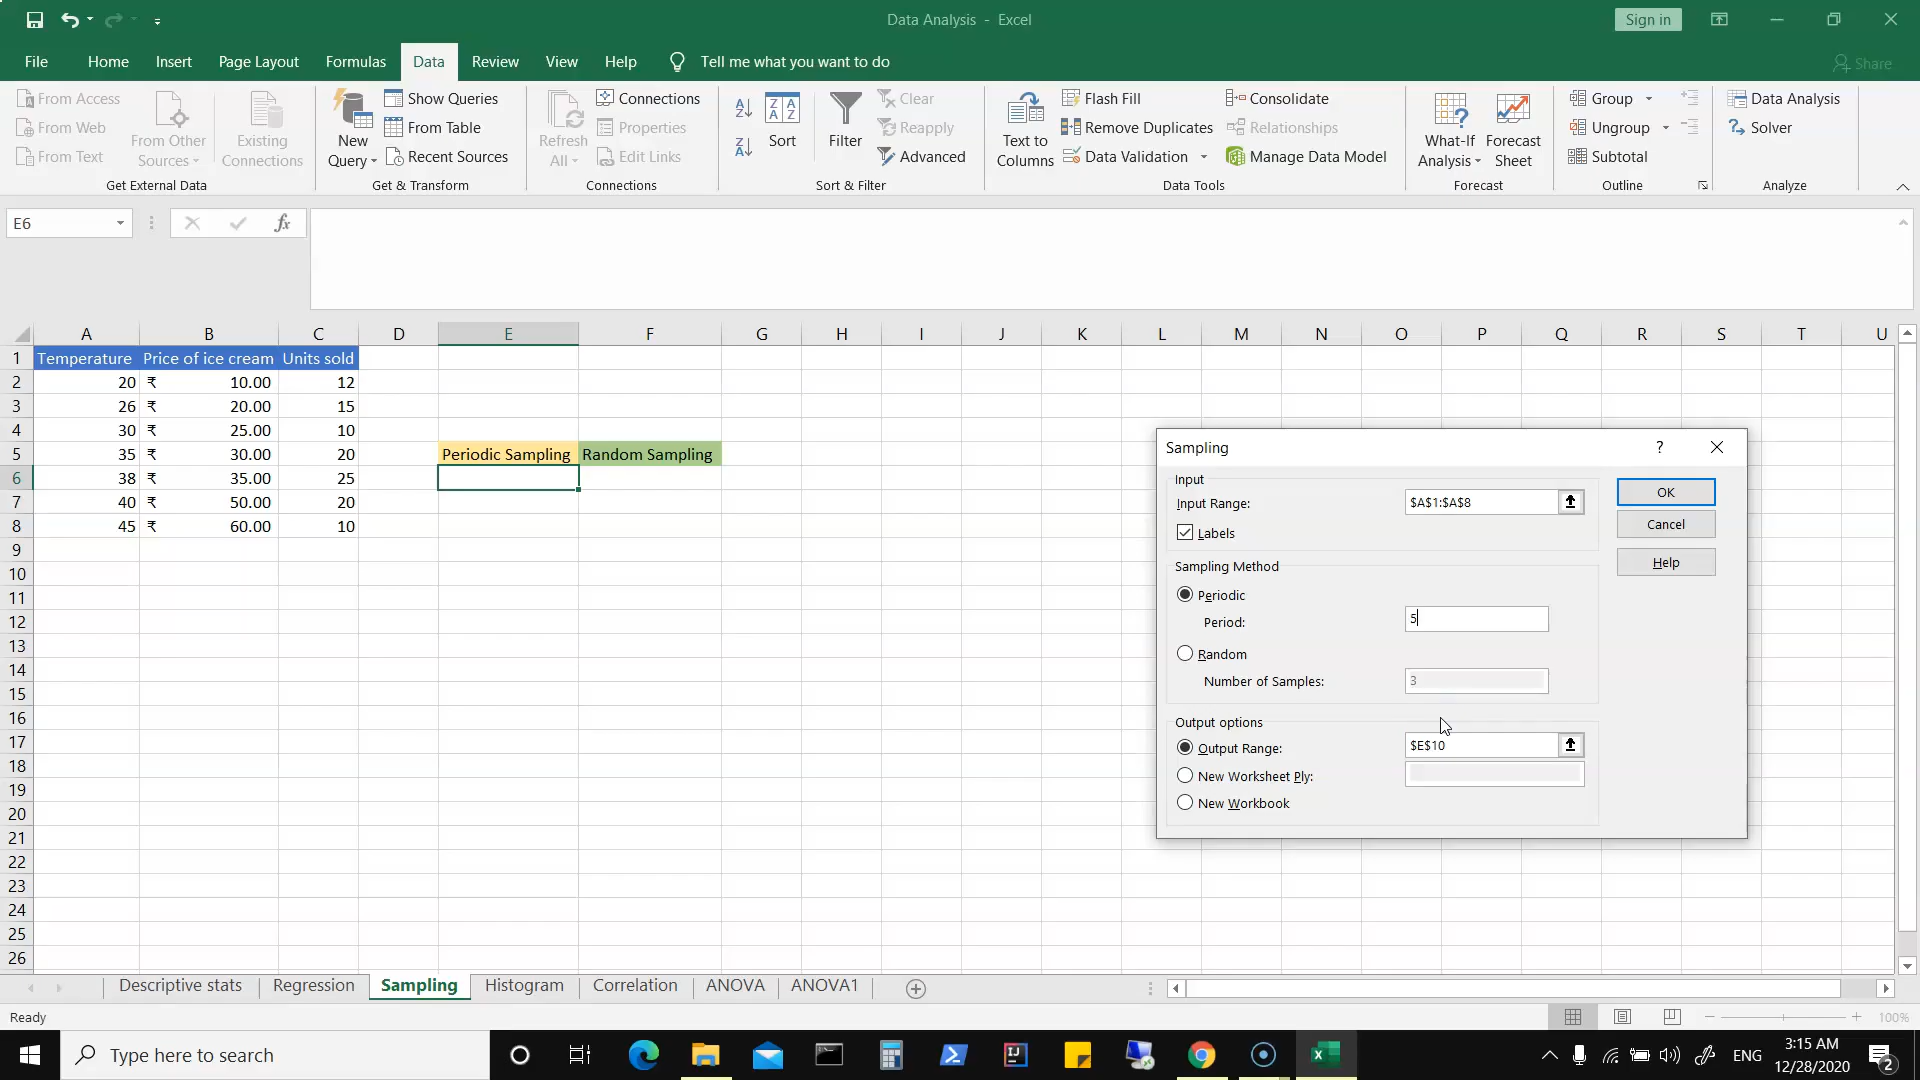 Data Analysis - Excel
Sign in
File Home Insert Page Layout Formulas Data Review View Help Tell me what you want to do
Share
From Access
From Web
From Text
From Other Sources
Existing Connections
Get External Data
New Query
Show Queries
From Table
Recent Sources
Get & Transform
Refresh All
Connections
Properties
Edit Links
Connections
Sort
Filter
Clear
Reapply
Advanced
Sort & Filter
Text to Columns
Flash Fill
Remove Duplicates
Data Validation
Consolidate
Relationships
Manage Data Model
Data Tools
What-If Analysis
Forecast Sheet
Forecast
Group
Ungroup
Subtotal
Outline
Data Analysis
Solver
Analyze
E6
fx
A B C D E F G H I J K L M N O P Q R S T U
1 Temperature Price of ice cream Units sold
2 20 ₹ 10.00 12
3 26 ₹ 20.00 15
4 30 ₹ 25.00 10
5 35 ₹ 30.00 20 Periodic Sampling Random Sampling
6 38 ₹ 35.00 25
7 40 ₹ 50.00 20
8 45 ₹ 60.00 10
9
10
11
12
13
14
15
16
17
18
19
20
21
22
23
24
25
26
Sampling ?
Input
Input Range: $A$1:$A$8
Labels
OK
Cancel
Help
Sampling Method
Periodic
Period: 5
Random
Number of Samples: 3
Output options
Output Range: $E$10
New Worksheet Ply:
New Workbook
Descriptive stats Regression Sampling Histogram Correlation ANOVA ANOVA1
Ready
100%
Type here to search
ENG
3:15 AM
12/28/2020
2